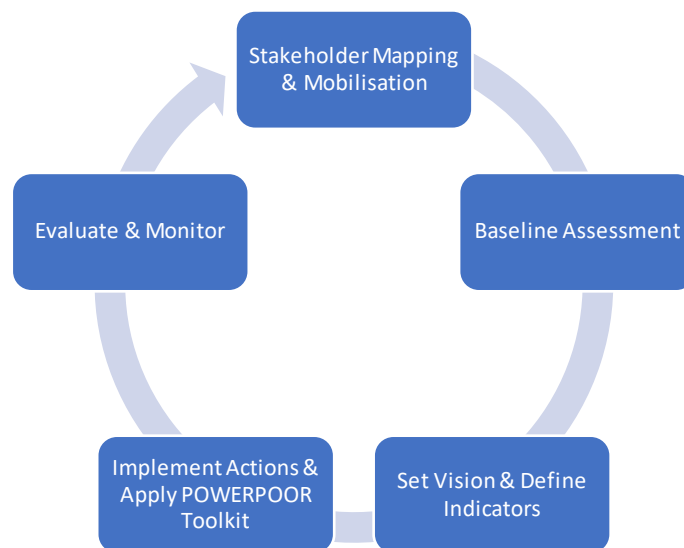 Stakeholder Mapping
& Mobilisation
Baseline Assessment
Set Vision & Define
Indicators
Implement Actions &
Apply POWERPOOR
Toolkit
Evaluate & Monitor